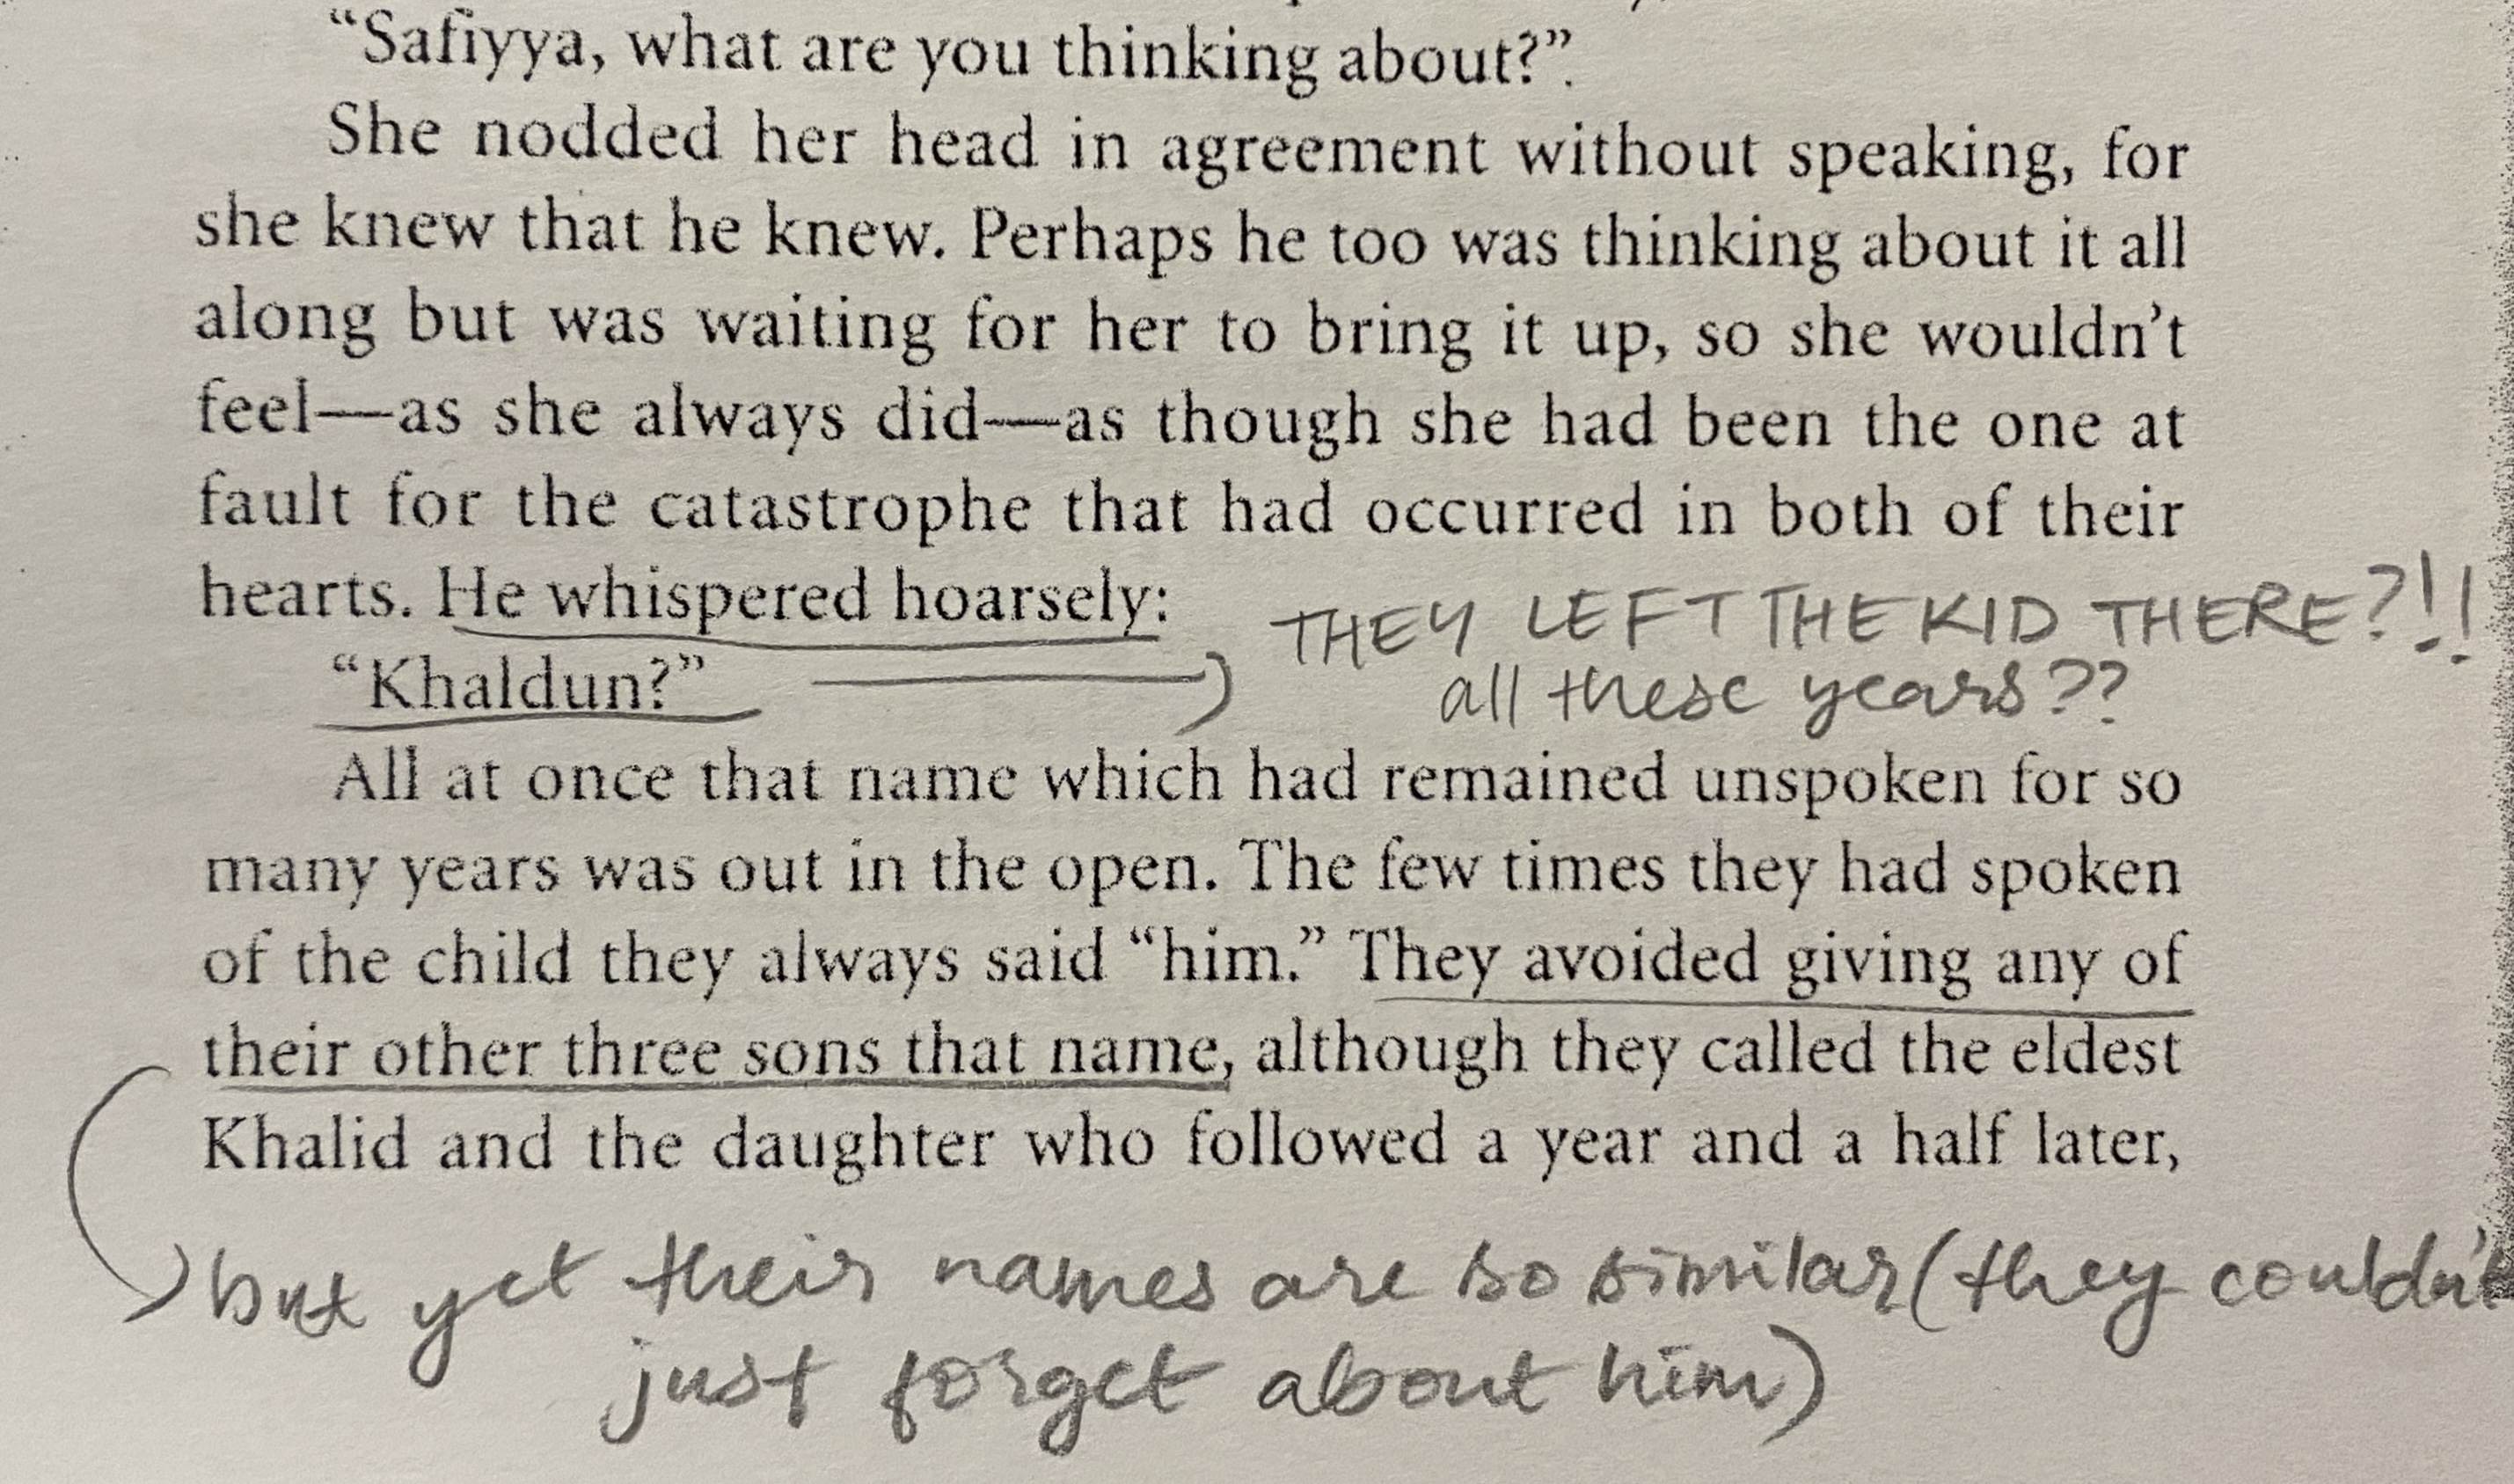 “Safiyya, what are you thinking about?”.
She nodded her head in agreement without speaking, for
she knew that he knew. Perhaps he too was thinking about it all
along but was waiting for her to bring it up, so she wouldn’t
feel—as she always did—as though she had been the one at
fault for the catastrophe that had occurred in both of their
hearts. He whispered hoarsely:
THEY LEFT THE KID THERE?!!
“Khaldun?”
all these years??
All at once that name which had remained unspoken for so
many years was out in the open. The few times they had spoken
of the child they always said “him.” They avoided giving any of
their other three sons that name, although they called the eldest
Khalid and the daughter who followed a year and a half later,
but yet their names are so similar (they couldn't
just forget about him)